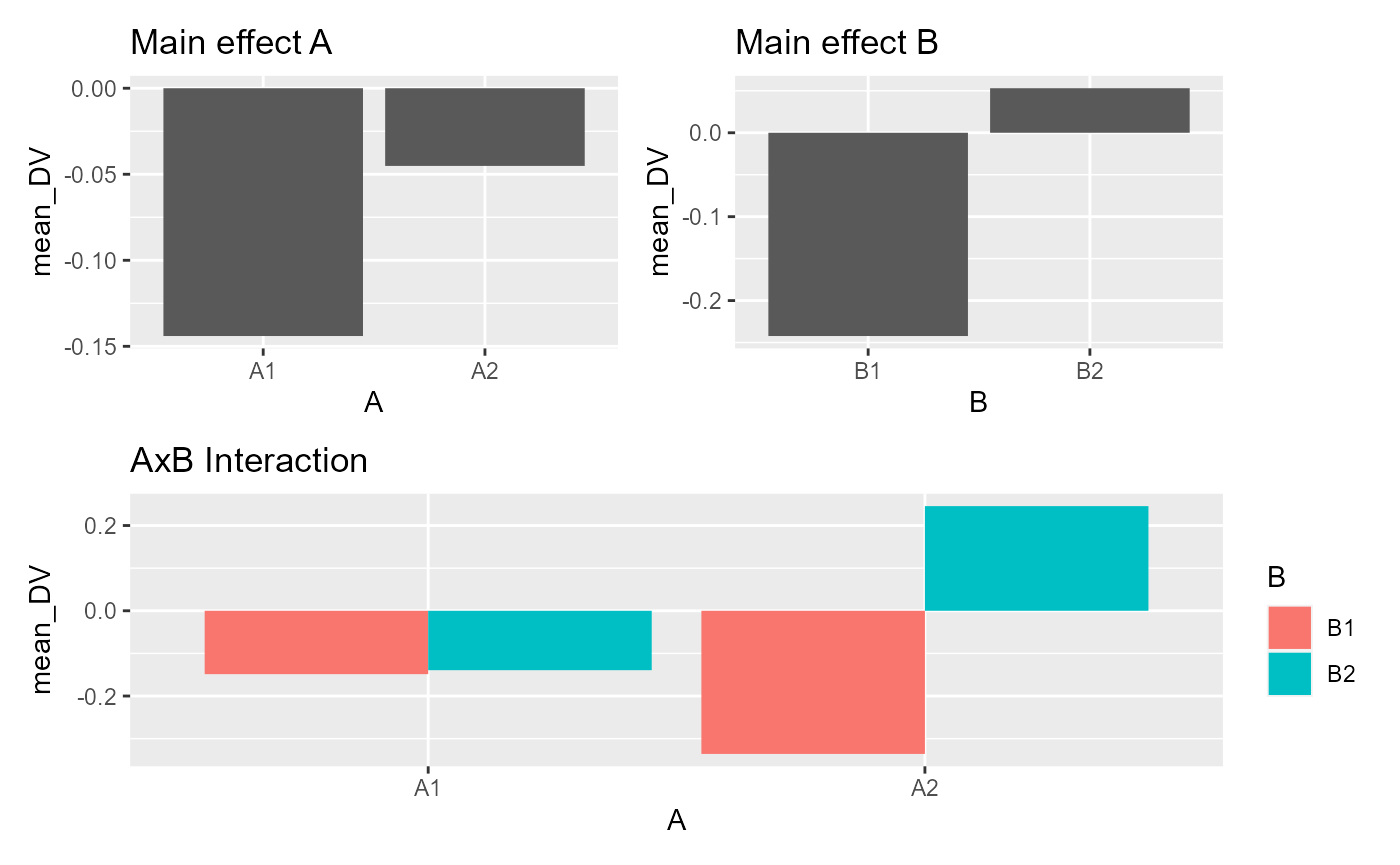 Main effect A
mean_DV
0.00
-0.05
-0.10
-0.15
A1 A2
A
Main effect B
mean_DV
0.0
-0.1
-0.2
B1 B2
B
AxB Interaction
mean_DV
0.2
0.0
-0.2
A1 A2
A
B
B1
B2